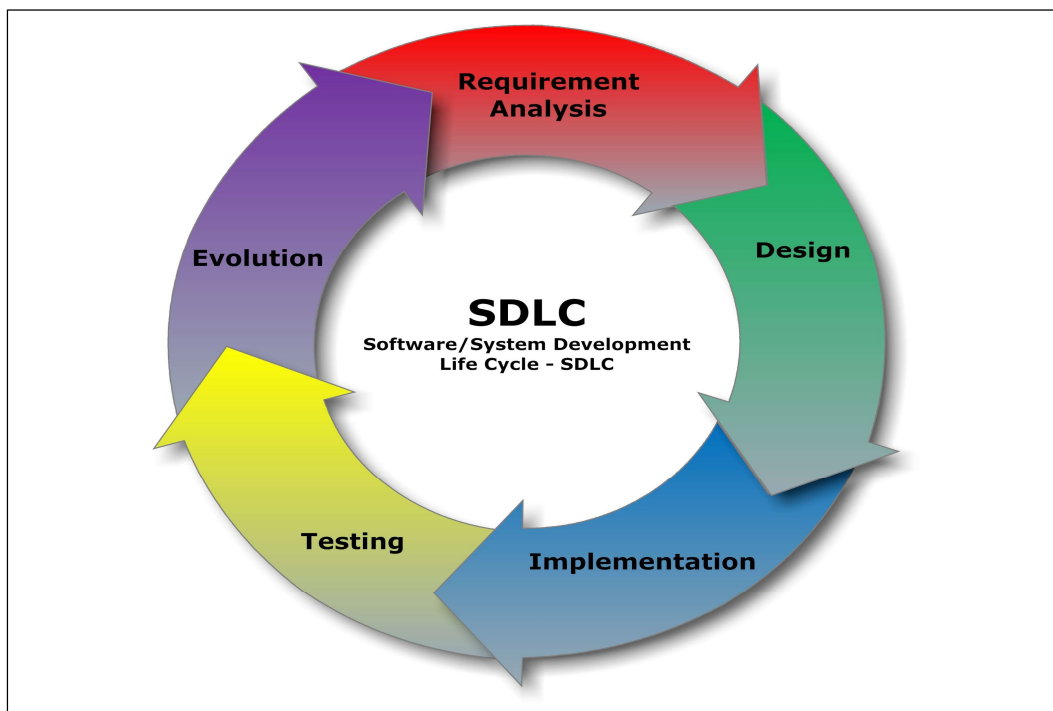 Requirement
Analysis
Design
Evolution
SDLC
Software/System Development
Life Cycle - SDLC
Testing
Implementation